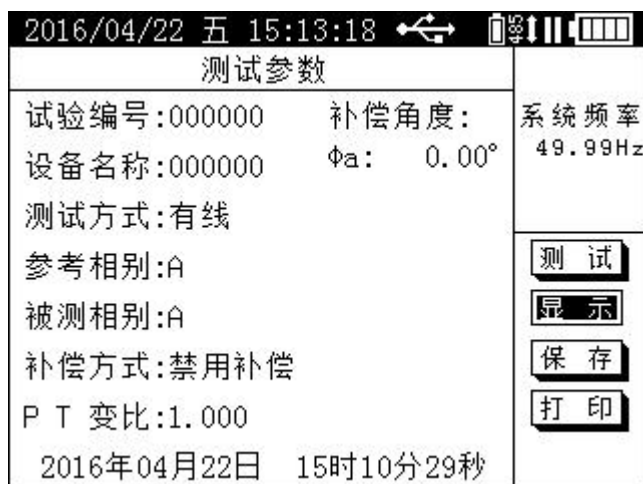 2016/04/22 五 15:13:18
测试参数
试验编号:000000 补偿角度:
设备名称:000000 Φa: 0.00°
测试方式:有线
参考相别:A
被测相别:A
补偿方式:禁用补偿
PT 变比:1.000
2016年04月22日 15时10分29秒
系统频率
49.99Hz
测 试
显 示
保 存
打 印